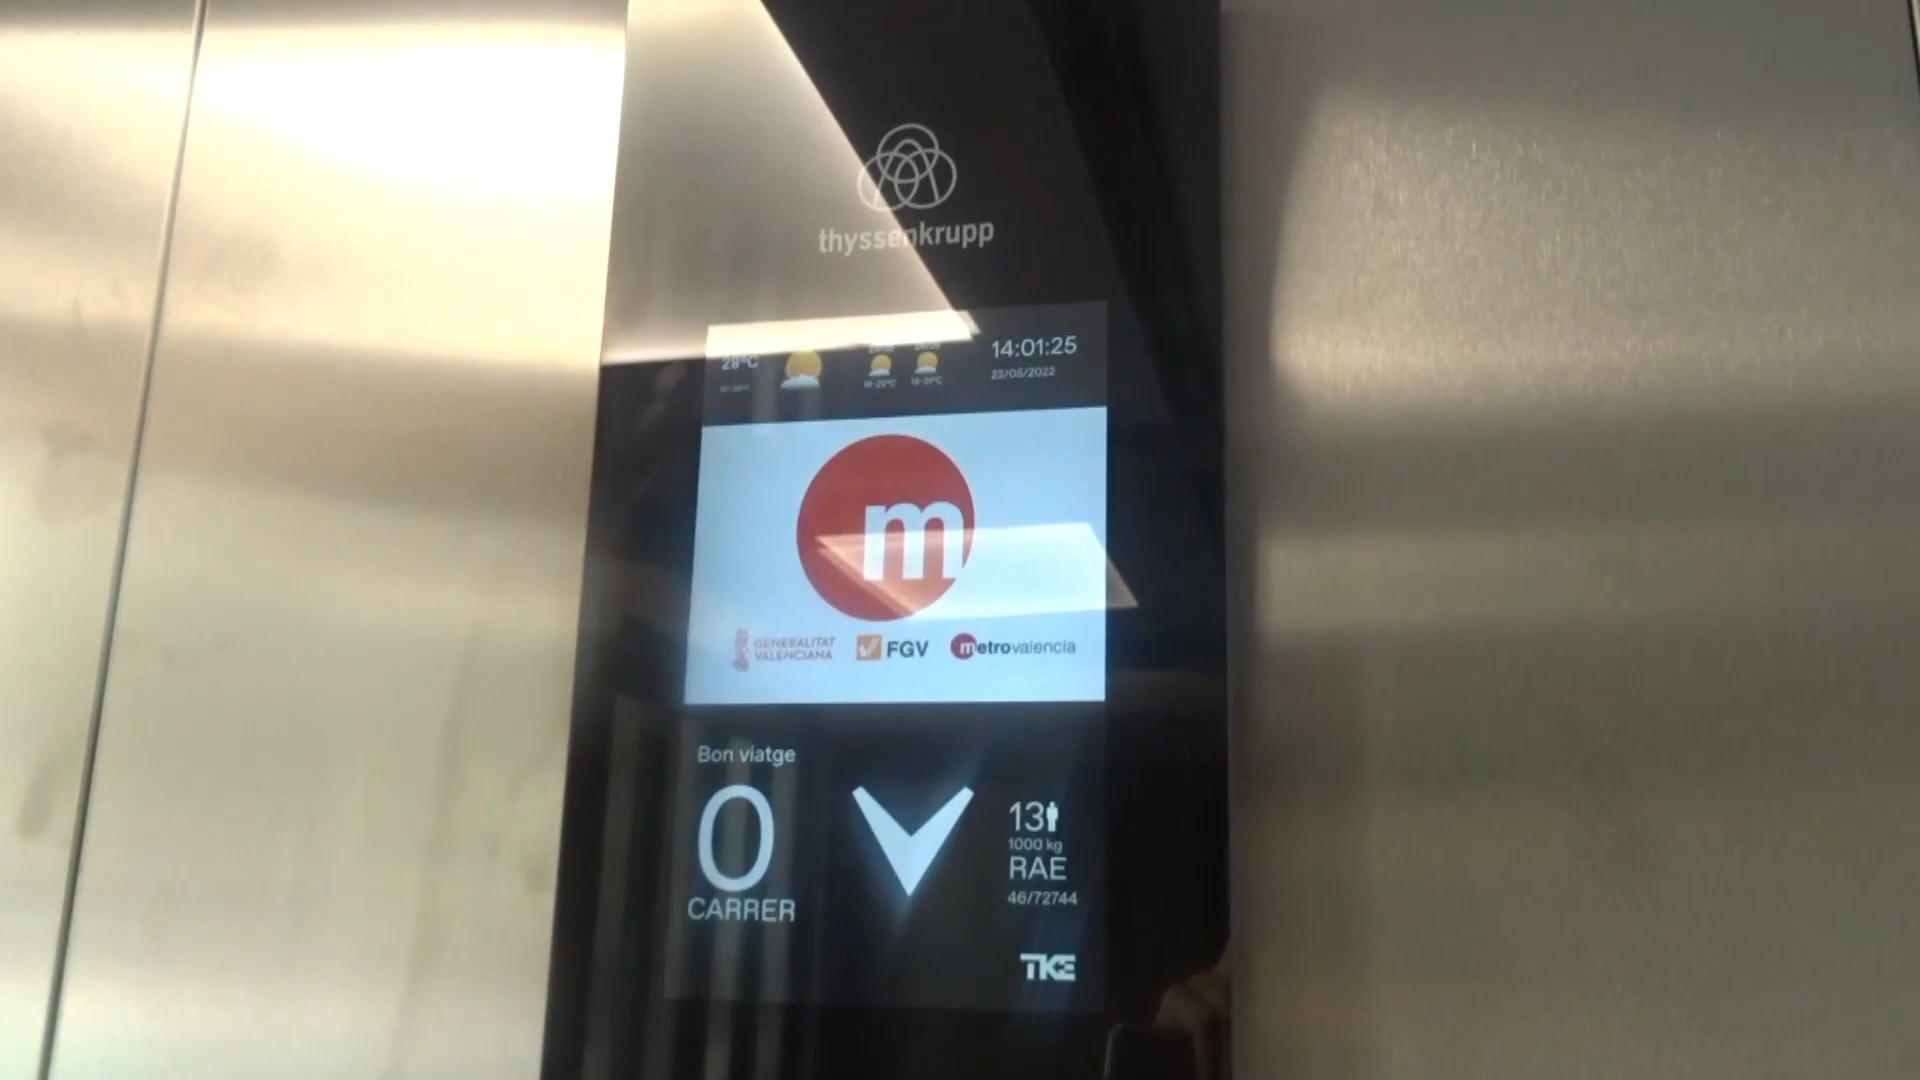 thyssenkrupp
28ºC
14:01:25
22/05/2022
m
GENERALITAT
VALENCIANA
FGV
metrovalencia
Bon viatge
0
CARRER
13
1000 kg
RAE
46/72744
TKE